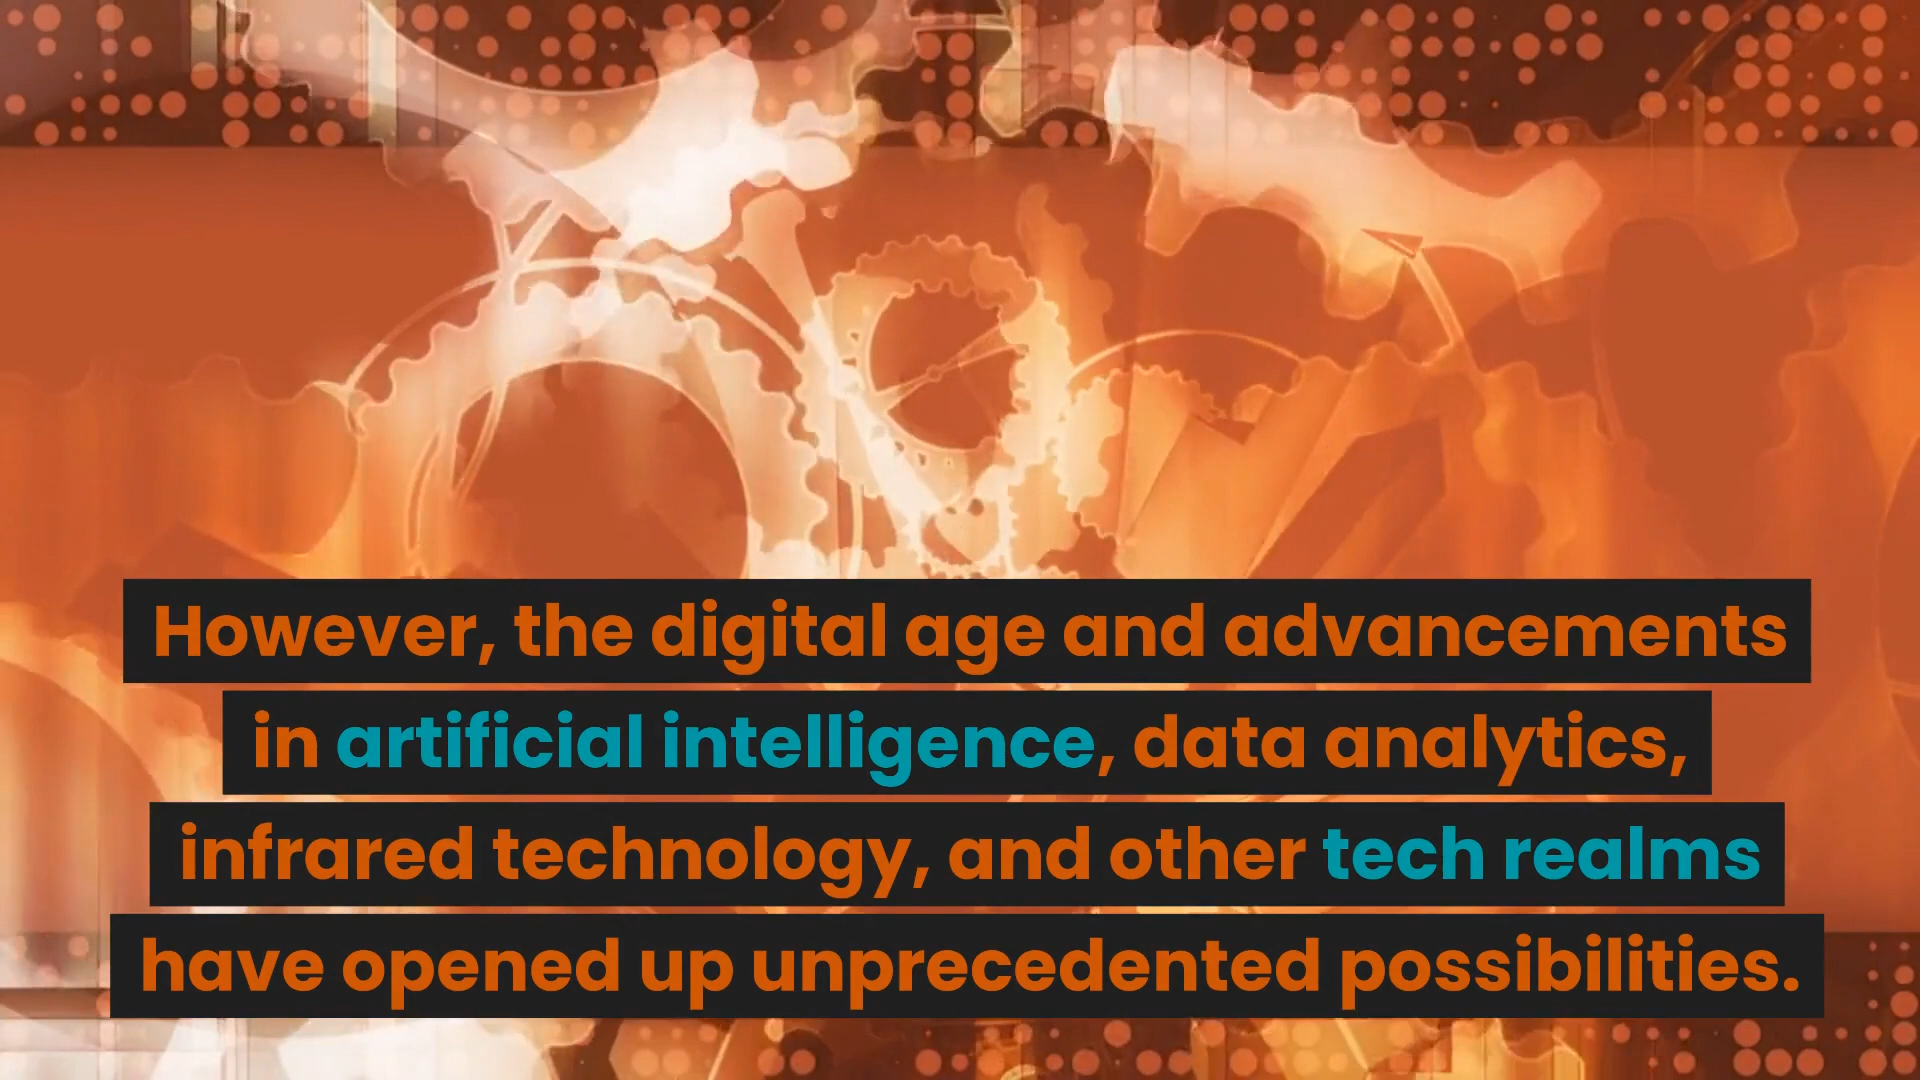 However, the digital age and advancements
in artificial intelligence, data analytics,
infrared technology, and other tech realms
have opened up unprecedented possibilities.